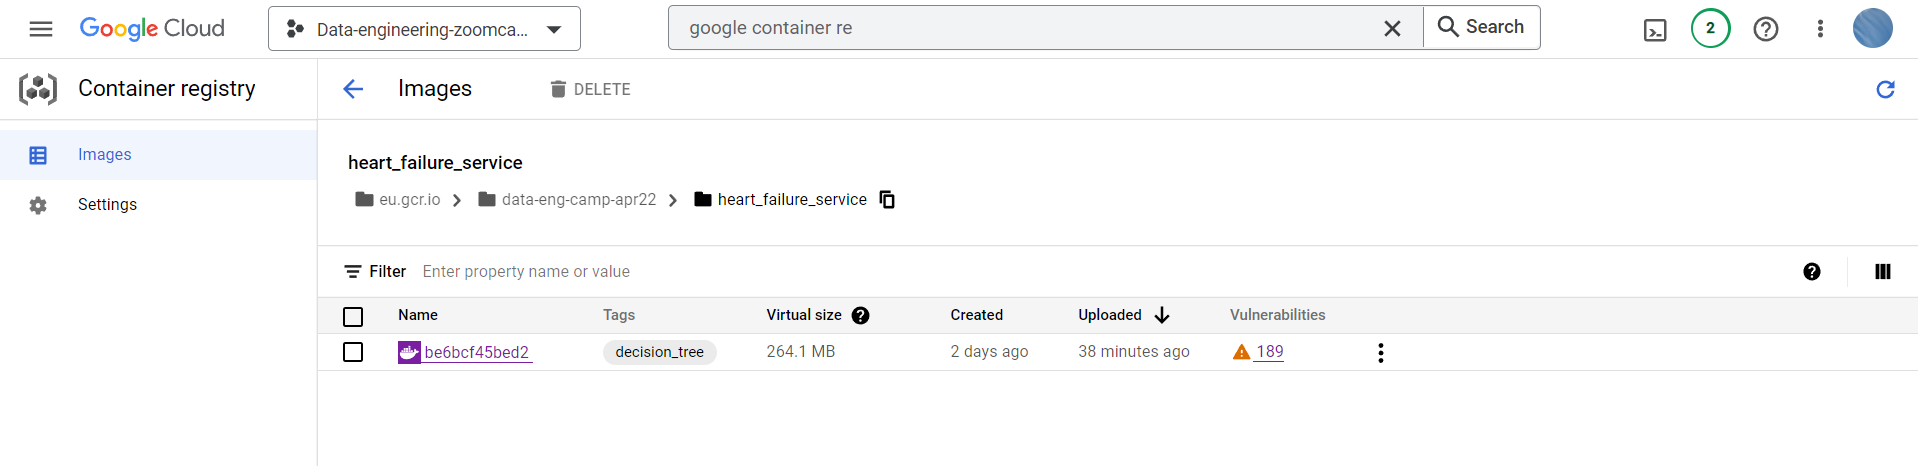 Google Cloud
Data-engineering-zoomca...
google container re
Search
2
Container registry
Images
DELETE
Images
Settings
heart_failure_service
eu.gcr.io
data-eng-camp-apr22
heart_failure_service
Filter
Enter property name or value
Name Tags Virtual size Created Uploaded Vulnerabilities
be6bcf45bed2 decision_tree 264.1 MB 2 days ago 38 minutes ago 189